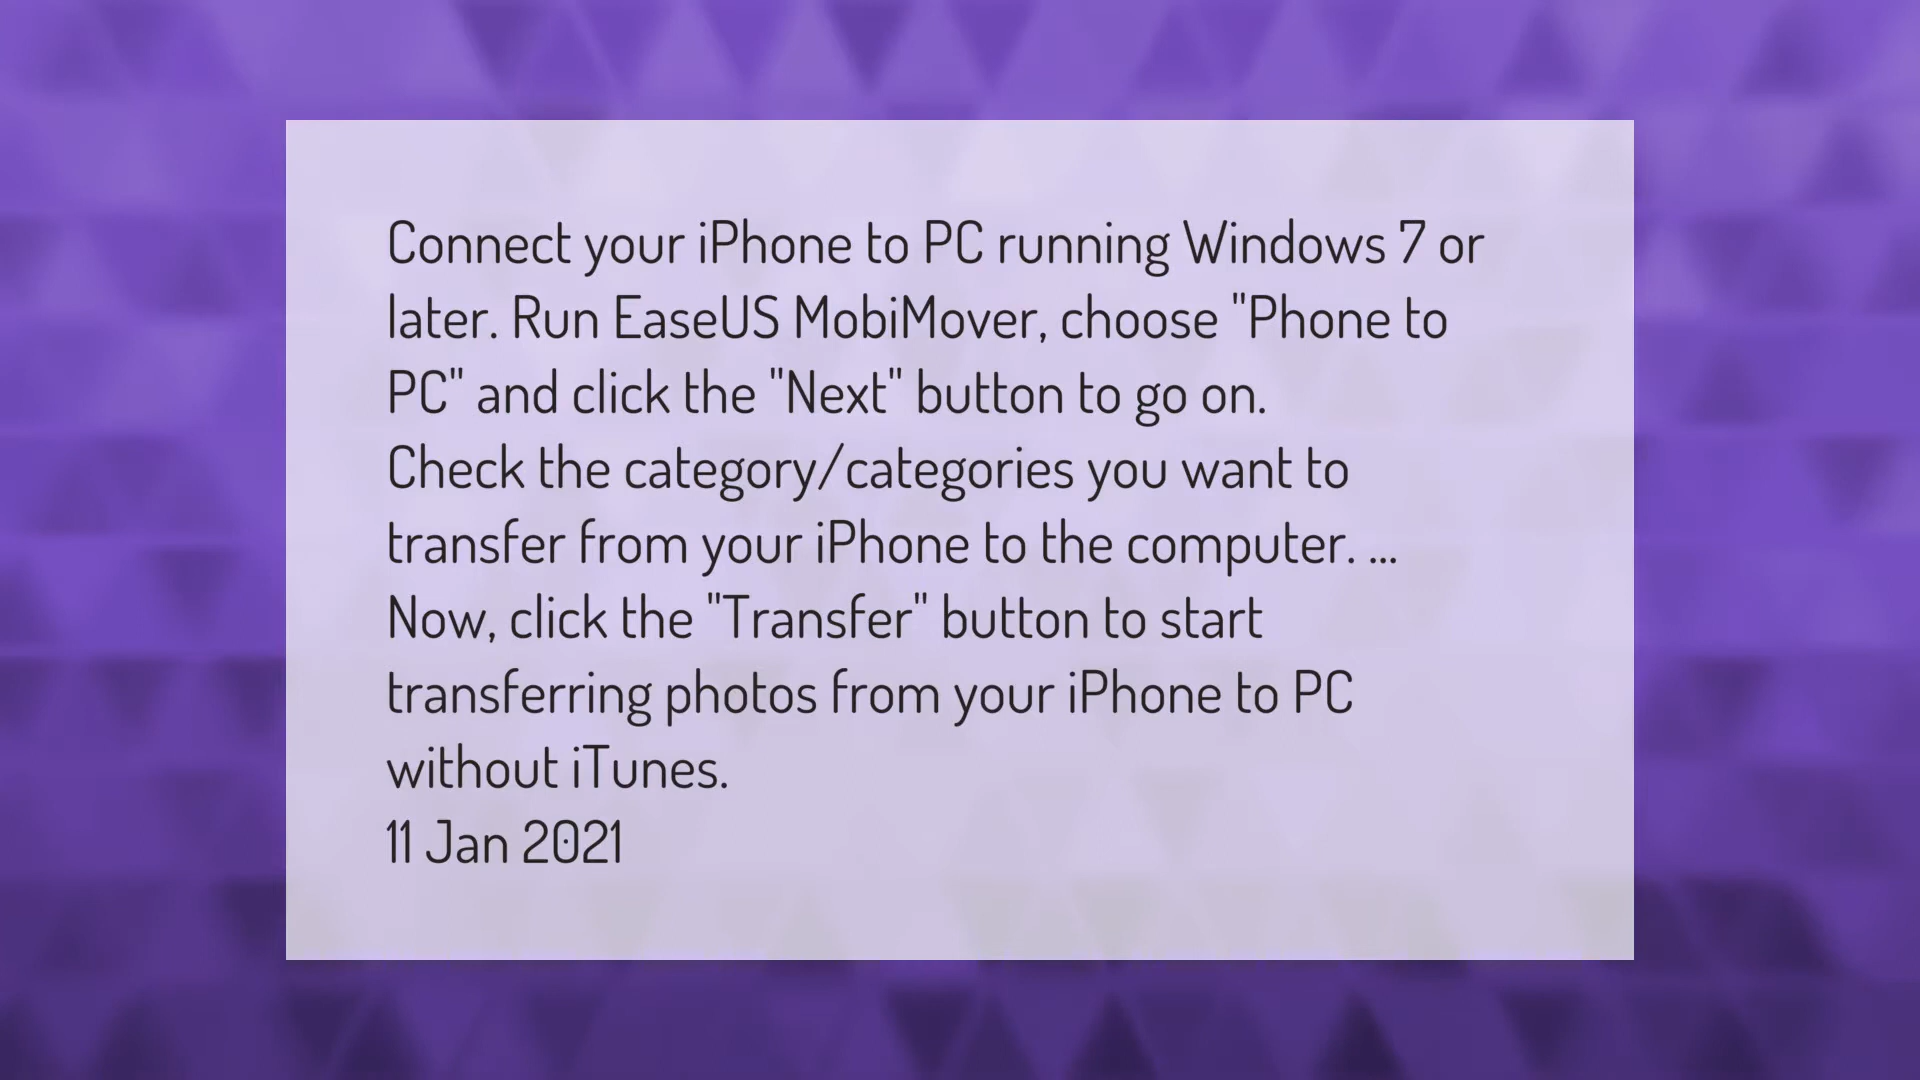 Connect your iPhone to PC running Windows 7 or
later. Run EaseUS MobiMover, choose "Phone to
PC" and click the "Next" button to go on.
Check the category/categories you want to
transfer from your iPhone to the computer. ...
Now, click the "Transfer" button to start
transferring photos from your iPhone to PC
without iTunes.
11 Jan 2021